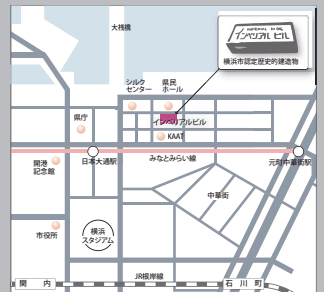 大桟橋
IMPERIAL BLDG
インペリアル ビル
横浜市認定歴史的建造物
シルク
センター
県民
ホール
県庁
インペリアルビル
KAAT
開港
記念館
日本大通駅
みなとみらい線
元町中華街駅
中華街
市役所
横浜
スタジアム
JR根岸線
関内
石川町